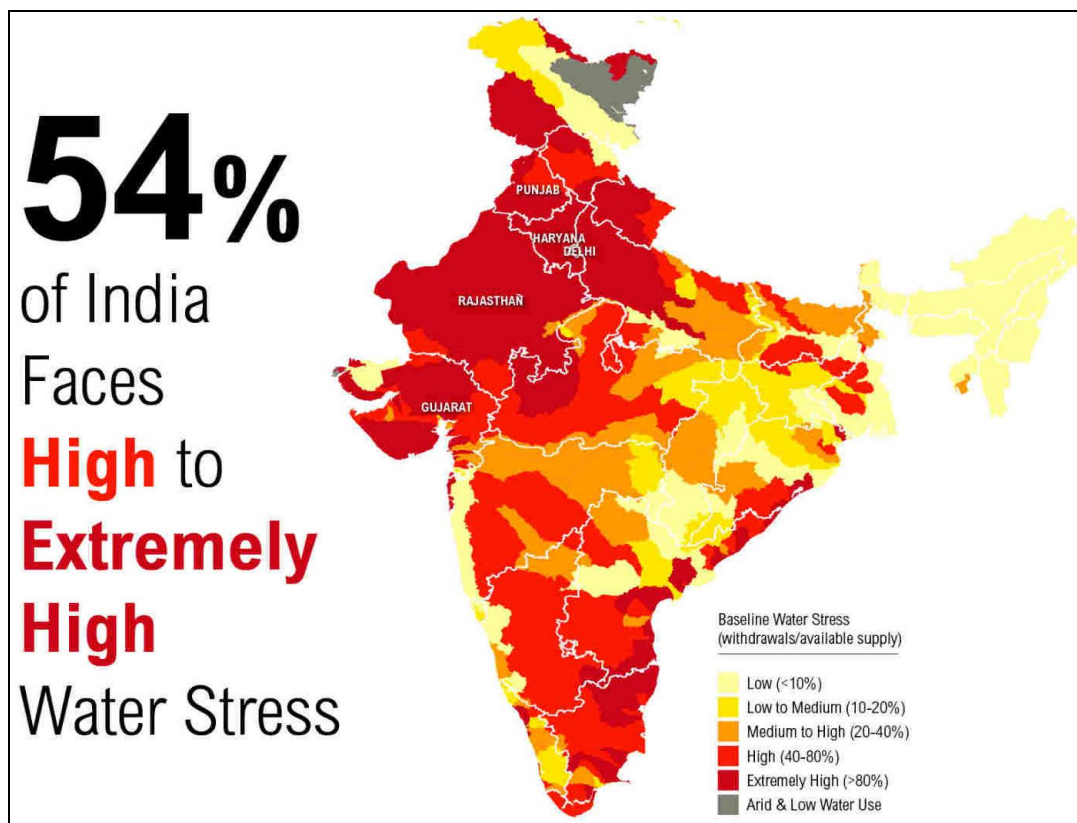 54%
of India
Faces
High to
Extremely
High
Water Stress
PUNJAB
HARYANA
DELHI
RAJASTHAN
GUJARAT
Baseline Water Stress
(withdrawals/available supply)
Low (<10%)
Low to Medium (10-20%)
Medium to High (20-40%)
High (40-80%)
Extremely High (>80%)
Arid & Low Water Use